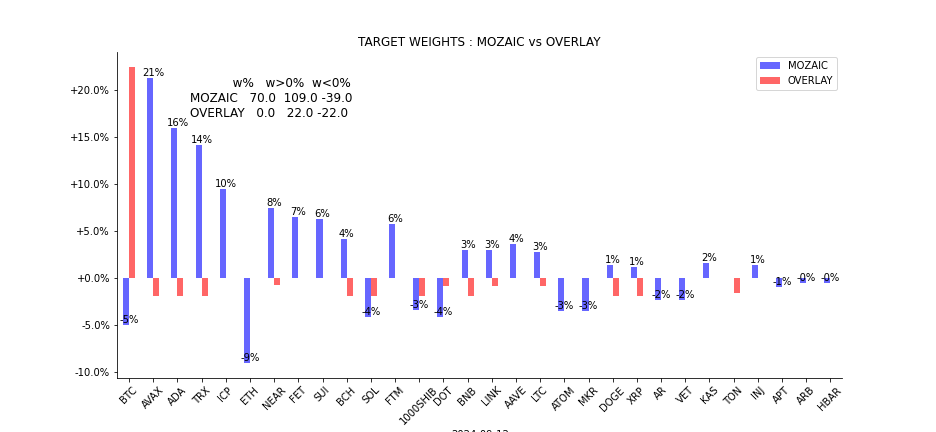 TARGET WEIGHTS : MOZAIC vs OVERLAY
MOZAIC
OVERLAY
w% w>0% w<0%
MOZAIC 70.0 109.0 -39.0
OVERLAY 0.0 22.0 -22.0
+20.0%
+15.0%
+10.0%
+5.0%
+0.0%
-5.0%
-10.0%
-5%
21%
16%
14%
10%
-9%
8%
7%
6%
4%
-4%
6%
-3%
-4%
3%
3%
4%
3%
-3%
-3%
1%
1%
-2%
-2%
2%
1%
-1%
-0%
-0%
BTC
AVAX
ADA
TRX
ICP
ETH
NEAR
FET
SUI
BCH
SOL
FTM
1000SHIB
DOT
BNB
LINK
AAVE
LTC
ATOM
MKR
DOGE
XRP
AR
VET
KAS
TON
INJ
APT
ARB
HBAR